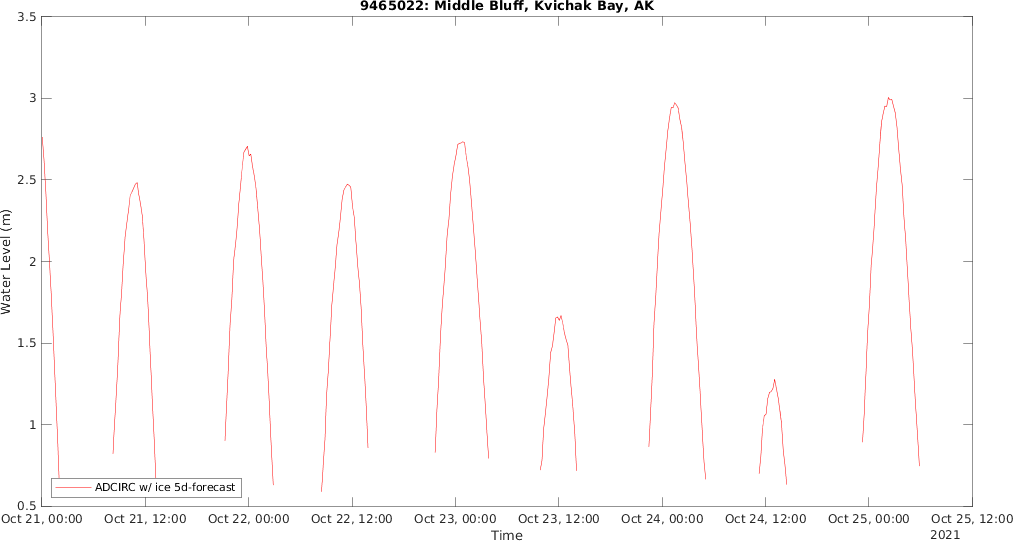 9465022: Middle Bluff, Kvichak Bay, AK
3.5
3
2.5
2
1.5
1
0.5
Water Level (m)
ADCIRC w/ ice 5d-forecast
Oct 21, 00:00 Oct 21, 12:00 Oct 22, 00:00 Oct 22, 12:00 Oct 23, 00:00 Oct 23, 12:00 Oct 24, 00:00 Oct 24, 12:00 Oct 25, 00:00 Oct 25, 12:00
2021
Time